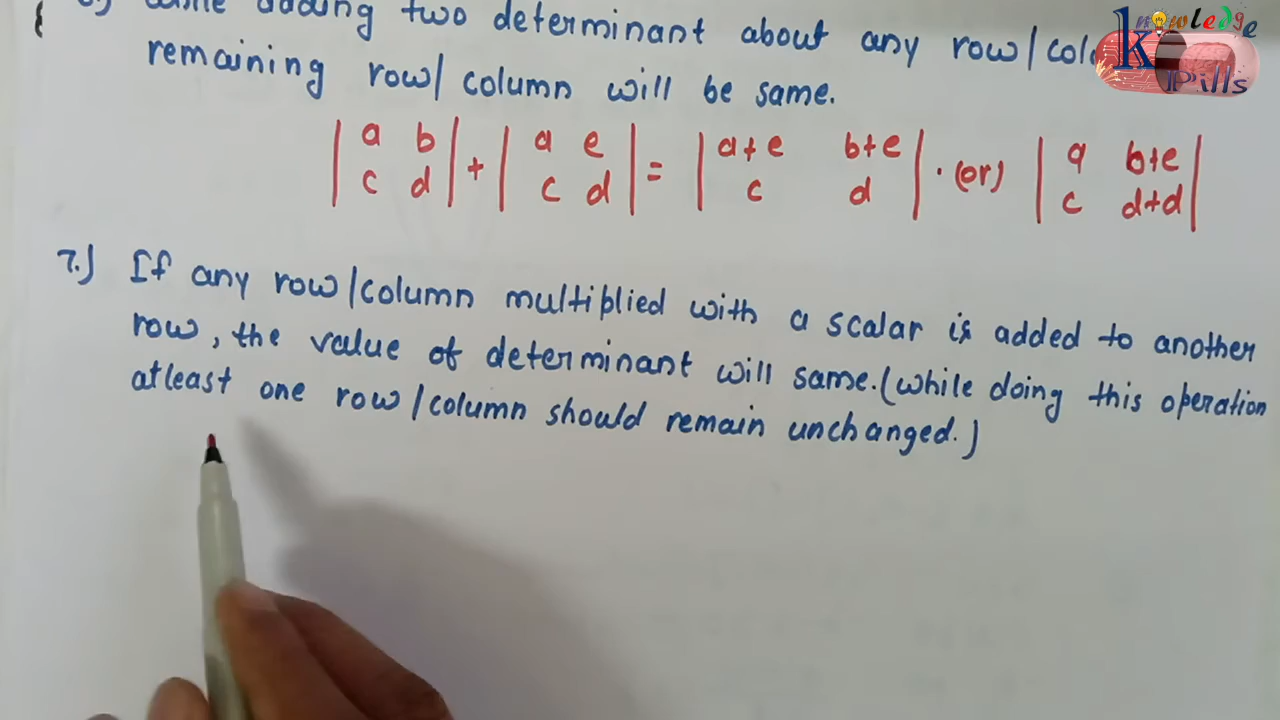 while adding two determinant about any row/col
remaining row/column will be same.
| a b | + | a e | = | a+e b+e | . (or) | a b+e |
| c d | | c d | | c d | | c d+d |
7.) If any row/column multiplied with a scalar is added to another
row, the value of determinant will same. (while doing this operation
atleast one row/column should remain unchanged.)
knowledge
Pills